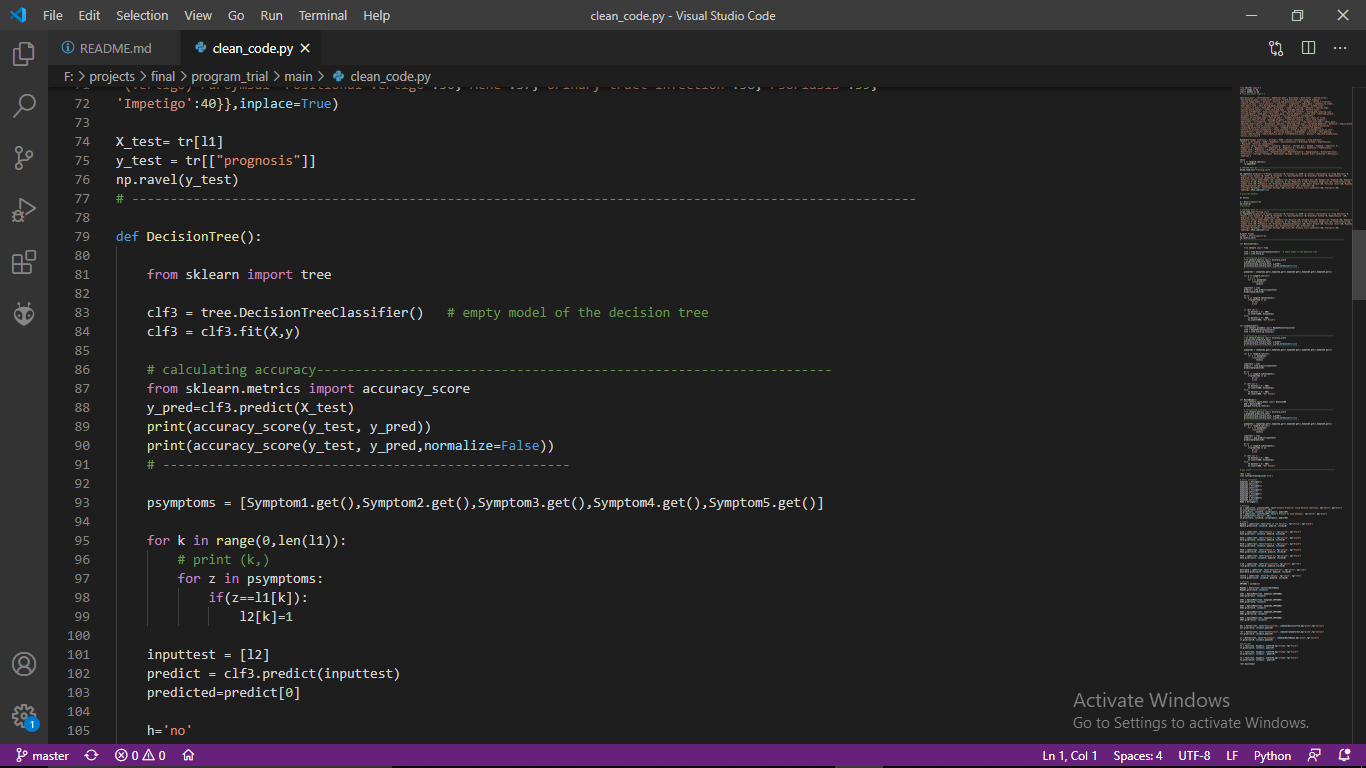 File Edit Selection View Go Run Terminal Help
clean_code.py - Visual Studio Code
README.md
clean_code.py
F: > projects > final > program_trial > main > clean_code.py
72 'Impetigo':40}},inplace=True)
73
74 X_test= tr[l1]
75 y_test = tr[["prognosis"]]
76 np.ravel(y_test)
77 # ------------------------------------------------------------------------------------------------------
78
79 def DecisionTree():
80
81 from sklearn import tree
82
83 clf3 = tree.DecisionTreeClassifier()   # empty model of the decision tree
84 clf3 = clf3.fit(X,y)
85
86 # calculating accuracy-------------------------------------------------------------------
87 from sklearn.metrics import accuracy_score
88 y_pred=clf3.predict(X_test)
89 print(accuracy_score(y_test, y_pred))
90 print(accuracy_score(y_test, y_pred,normalize=False))
91 # -----------------------------------------------------
92
93 psymptoms = [Symptom1.get(),Symptom2.get(),Symptom3.get(),Symptom4.get(),Symptom5.get()]
94
95 for k in range(0,len(l1)):
96 # print (k,)
97 for z in psymptoms:
98 if(z==l1[k]):
99 l2[k]=1
100
101 inputtest = [l2]
102 predict = clf3.predict(inputtest)
103 predicted=predict[0]
104
105 h='no'
Activate Windows
Go to Settings to activate Windows.
1
master
0 0
Ln 1, Col 1
Spaces: 4
UTF-8
LF
Python